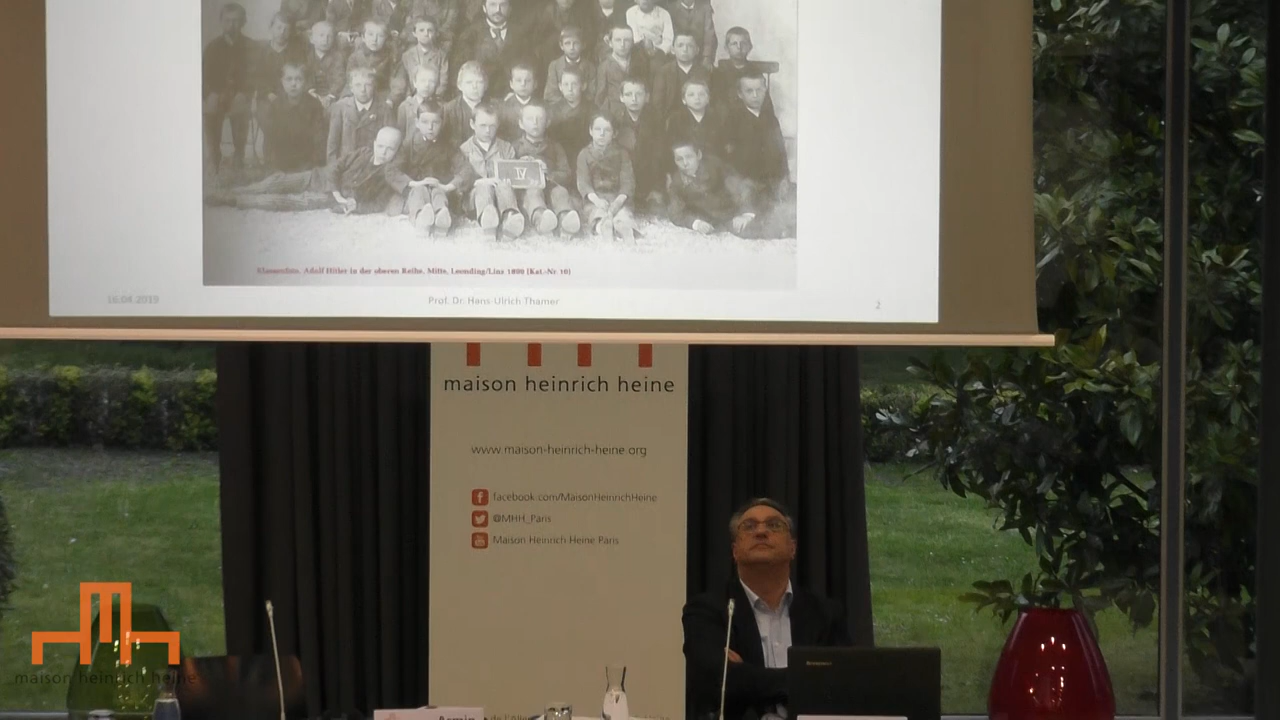 IV
Klassenfoto. Adolf Hitler in der oberen Reihe, Mitte, Leonding/Linz 1899 (Kat.-Nr. 10)
16.04.2019
Prof. Dr. Hans-Ulrich Thamer
2
maison heinrich heine
www.maison-heinrich-heine.org
facebook.com/MaisonHeinrichHeine
@MHH_Paris
Maison Heinrich Heine Paris
maison heinrich heine